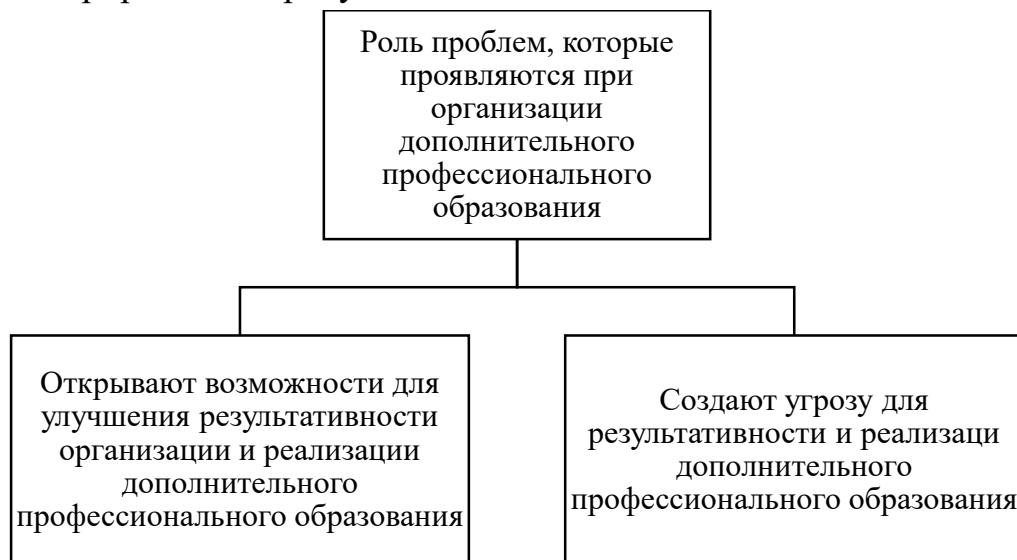 Роль проблем, которые
проявляются при
организации
дополнительного
профессионального
образования
Открывают возможности для
улучшения результативности
организации и реализации
дополнительного
профессионального образования
Создают угрозу для
результативности и реализаци
дополнительного
профессионального образования